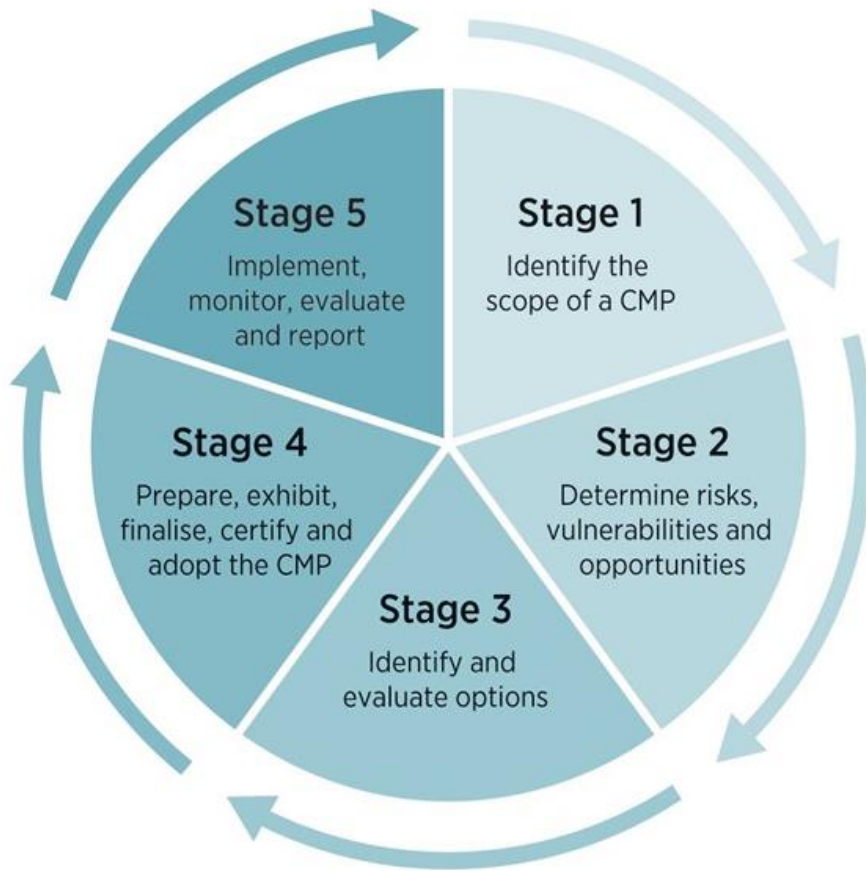 Stage 1
Identify the
scope of a CMP
Stage 2
Determine risks,
vulnerabilities and
opportunities
Stage 3
Identify and
evaluate options
Stage 4
Prepare, exhibit,
finalise, certify and
adopt the CMP
Stage 5
Implement,
monitor, evaluate
and report